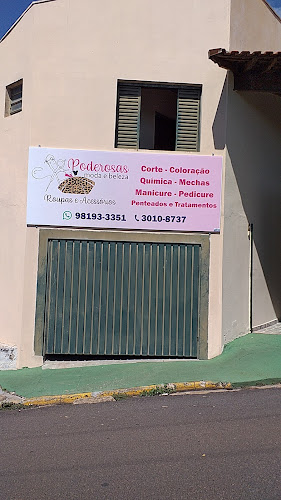 Poderosas
moda e beleza
Roupas e Acessórios
98193-3351
3010-8737
Corte - Coloração
Química - Mechas
Manicure - Pedicure
Penteados e Tratamentos